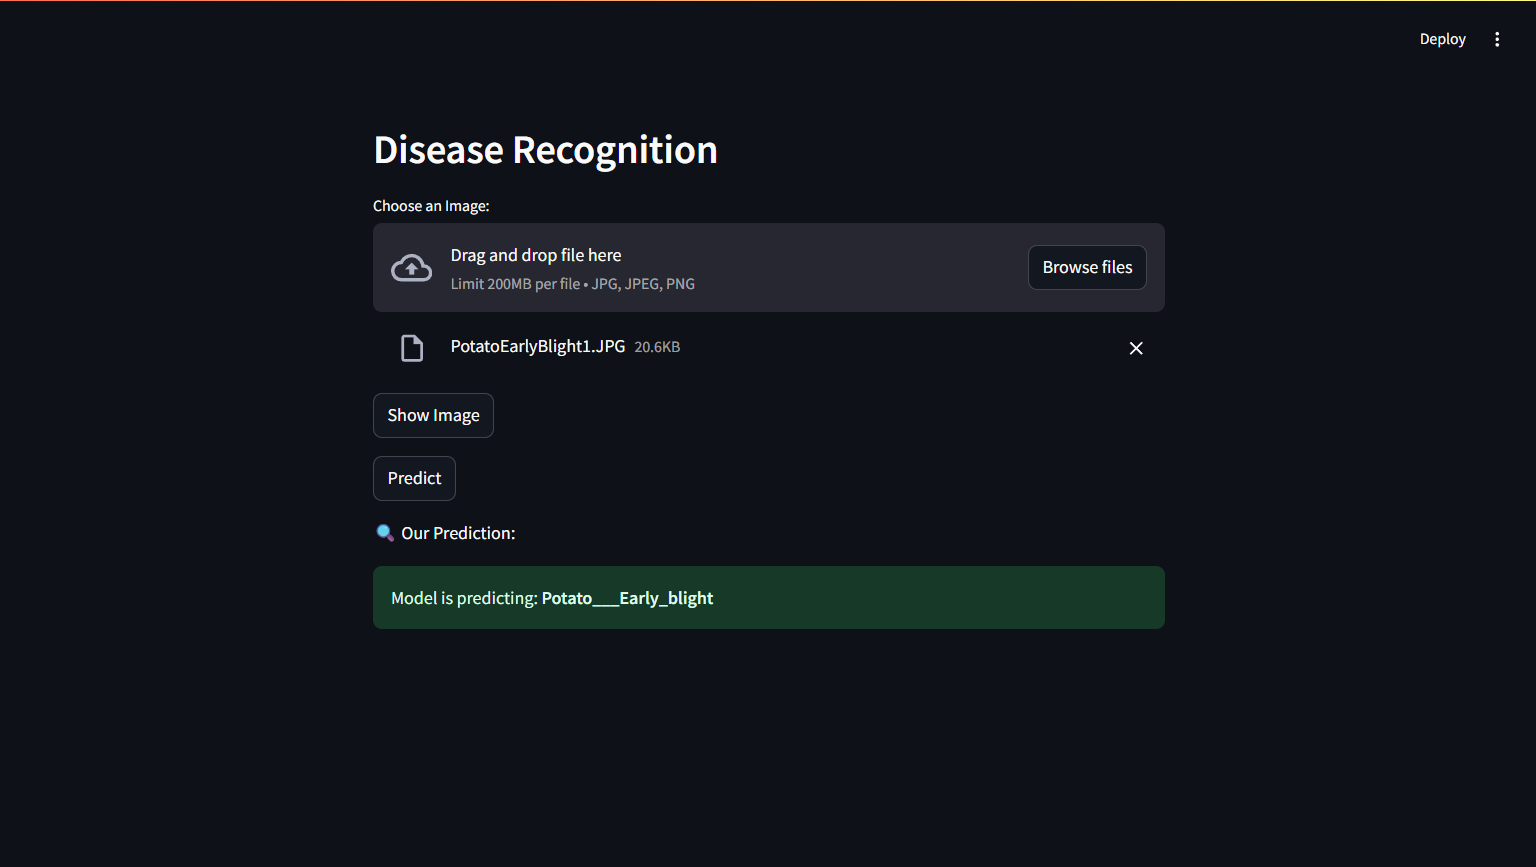 Deploy
Disease Recognition
Choose an Image:
Drag and drop file here
Limit 200MB per file • JPG, JPEG, PNG
Browse files
PotatoEarlyBlight1.JPG 20.6KB
Show Image
Predict
🔍 Our Prediction:
Model is predicting: Potato___Early_blight